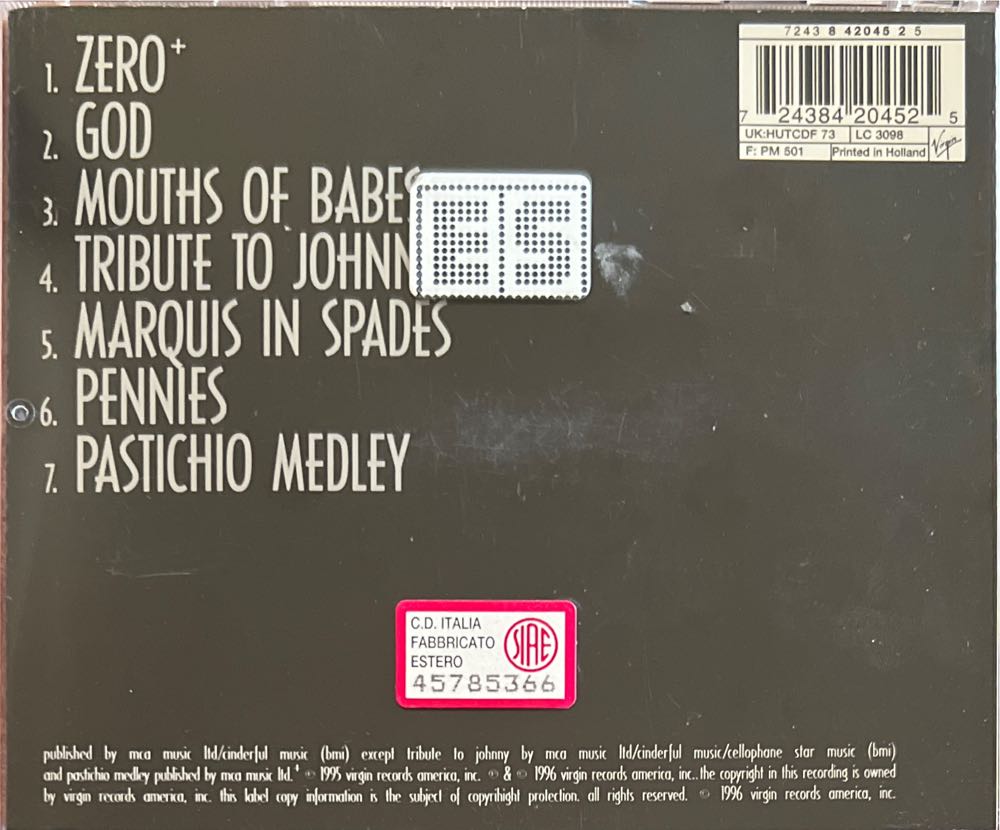 1. ZERO+
2. GOD
3. MOUTHS OF BABES
4. TRIBUTE TO JOHNN
5. MARQUIS IN SPADES
6. PENNIES
7. PASTICHIO MEDLEY
7243 8 42045 2 5
7 24384 20452 5
UK:HUTCDF 73 LC 3098
F: PM 501 Printed in Holland Virgin
ES
C.D. ITALIA
FABBRICATO
ESTERO
SIAE
45785366
published by mca music ltd/cinderful music (bmi) except tribute to johnny by mca music ltd/cinderful music/cellophane star music (bmi)
and pastichio medley published by mca music ltd. + ℗ 1995 virgin records america, inc. ℗ & © 1996 virgin records america, inc.. the copyright in this recording is owned
by virgin records america, inc. this label copy information is the subject of copyrihight protection. all rights reserved. © 1996 virgin records america, inc.